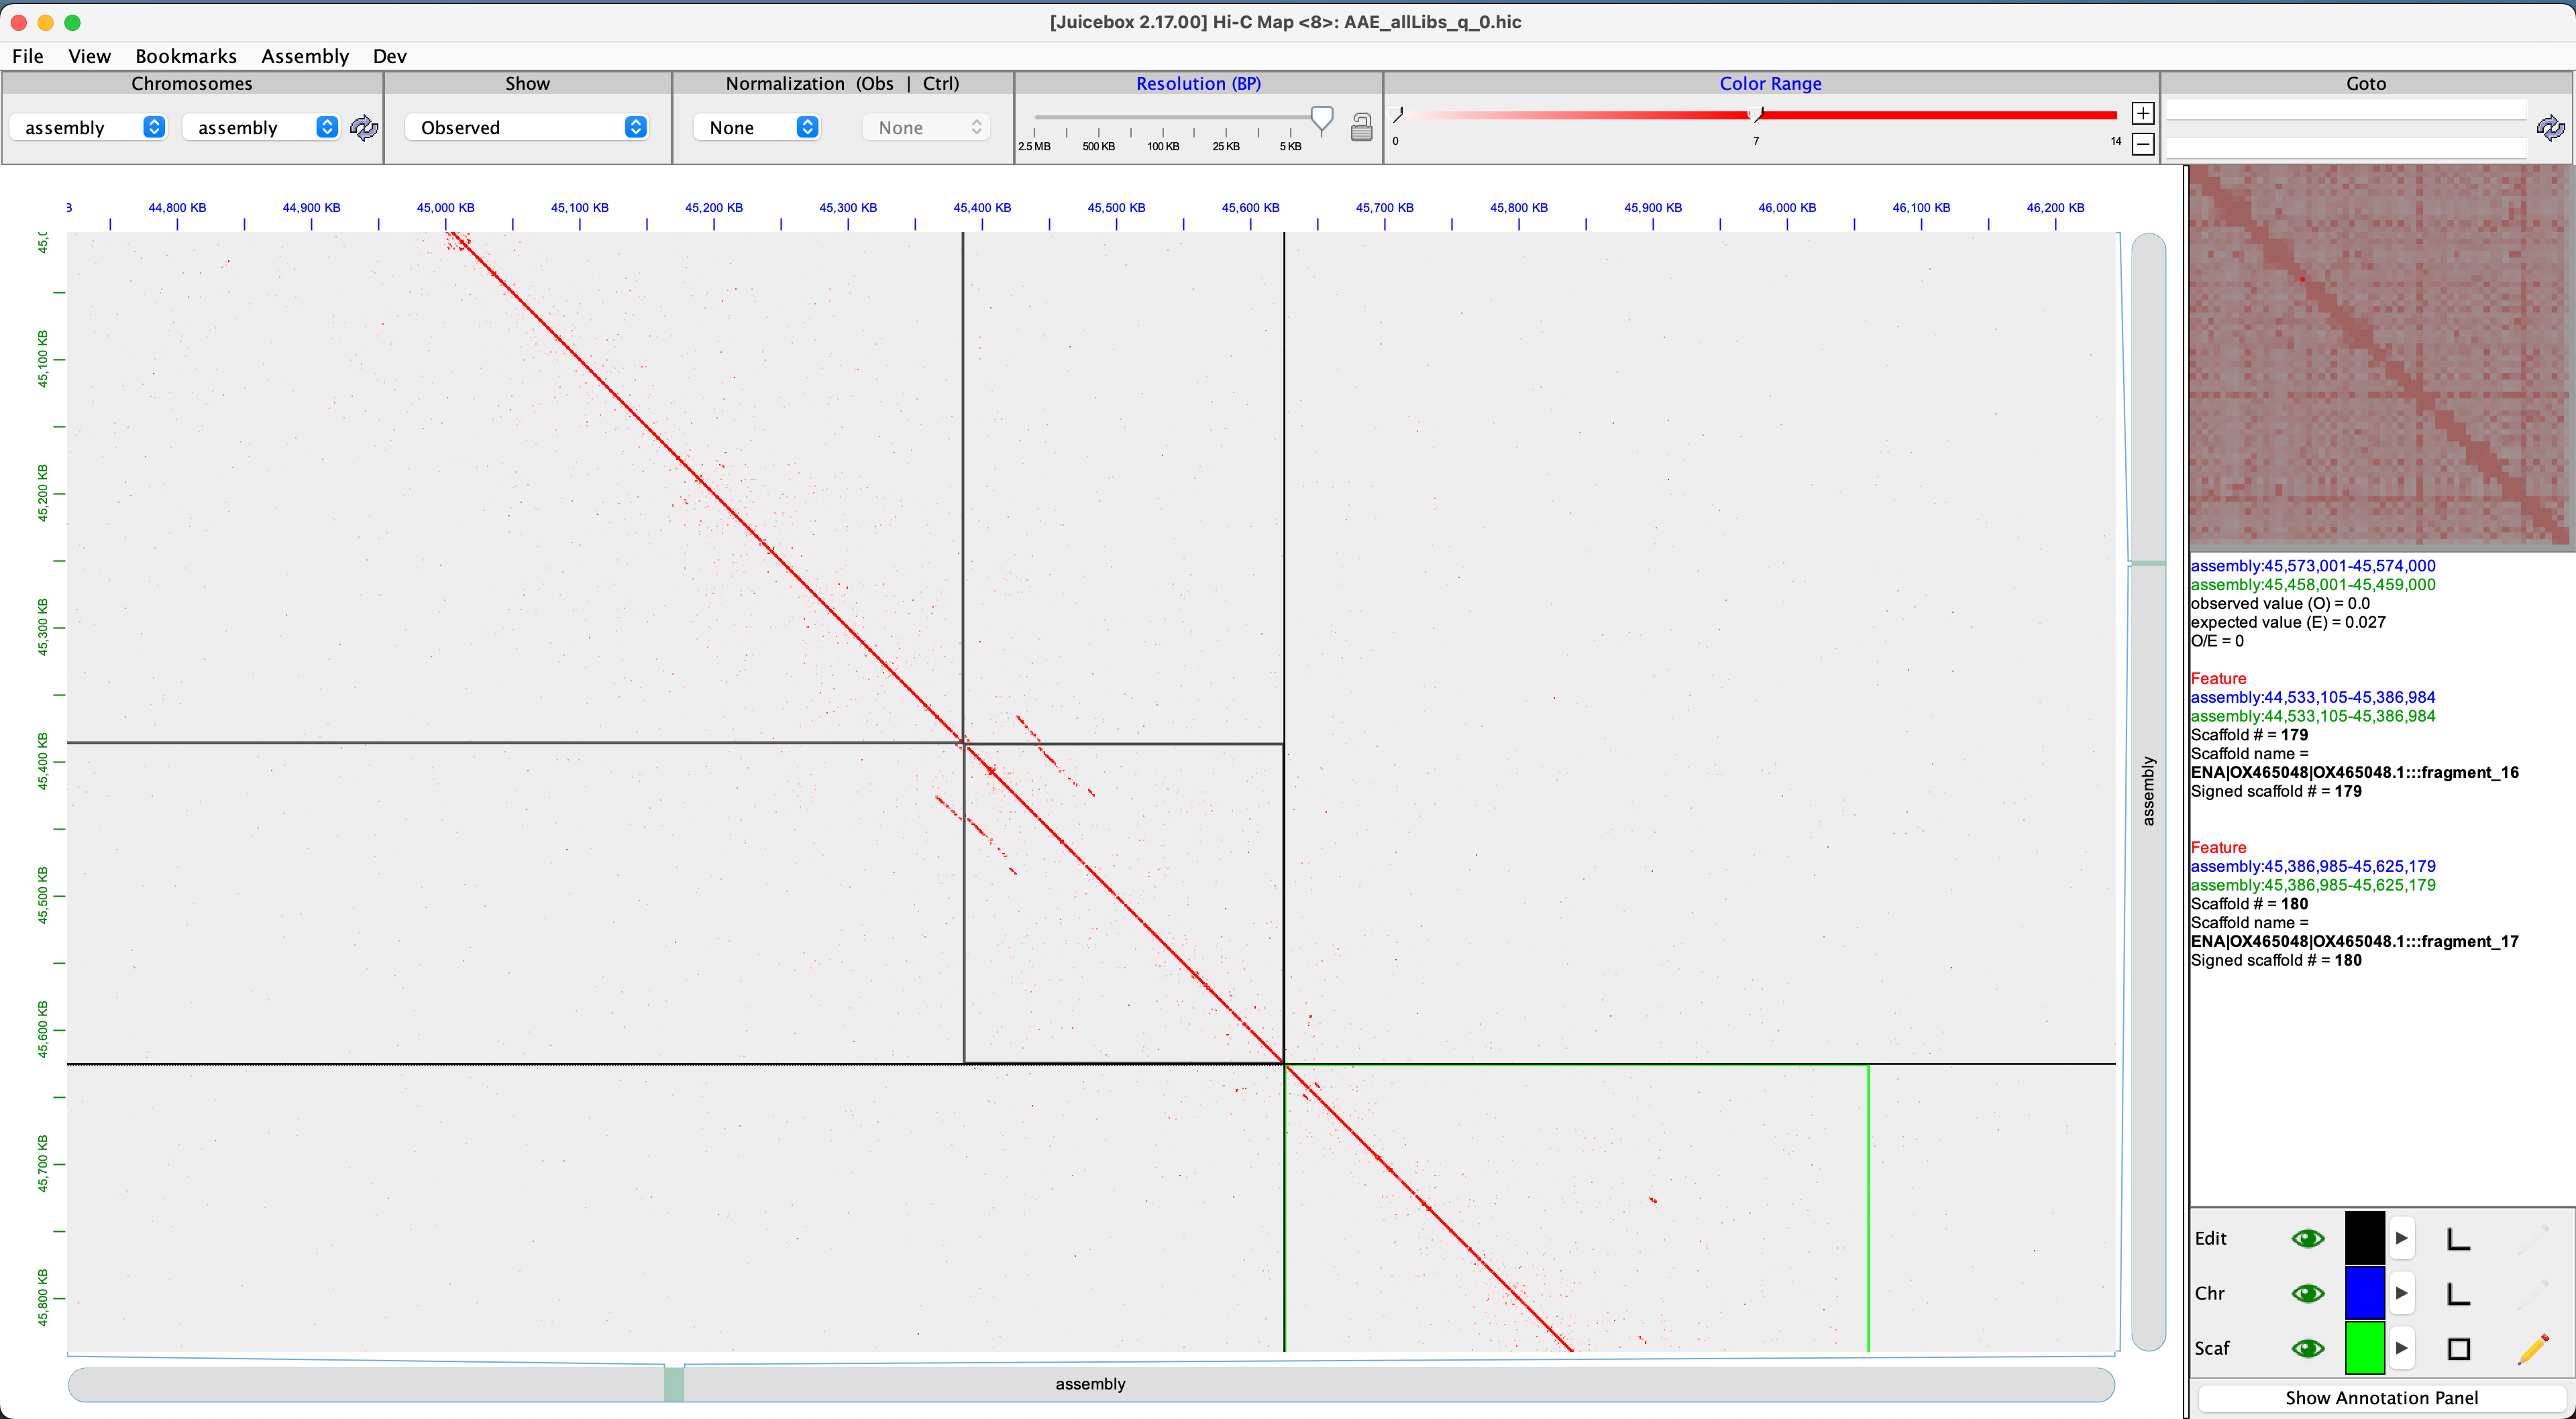 [Juicebox 2.17.00] Hi-C Map <8>: AAE_allLibs_q_0.hic
File View Bookmarks Assembly Dev
Chromosomes Show Normalization (Obs | Ctrl) Resolution (BP) Color Range Goto
assembly assembly Observed None None
2.5 MB 500 KB 100 KB 25 KB 5 KB
0 7 14
44,800 KB 44,900 KB 45,000 KB 45,100 KB 45,200 KB 45,300 KB 45,400 KB 45,500 KB 45,600 KB 45,700 KB 45,800 KB 45,900 KB 46,000 KB 46,100 KB 46,200 KB
45,100 KB
45,200 KB
45,300 KB
45,400 KB
45,500 KB
45,600 KB
45,700 KB
45,800 KB
assembly
assembly
assembly:45,573,001-45,574,000
assembly:45,458,001-45,459,000
observed value (O) = 0.0
expected value (E) = 0.027
O/E = 0
Feature
assembly:44,533,105-45,386,984
assembly:44,533,105-45,386,984
Scaffold # = 179
Scaffold name =
ENA|OX465048|OX465048.1:::fragment_16
Signed scaffold # = 179
Feature
assembly:45,386,985-45,625,179
assembly:45,386,985-45,625,179
Scaffold # = 180
Scaffold name =
ENA|OX465048|OX465048.1:::fragment_17
Signed scaffold # = 180
Edit
Chr
Scaf
Show Annotation Panel